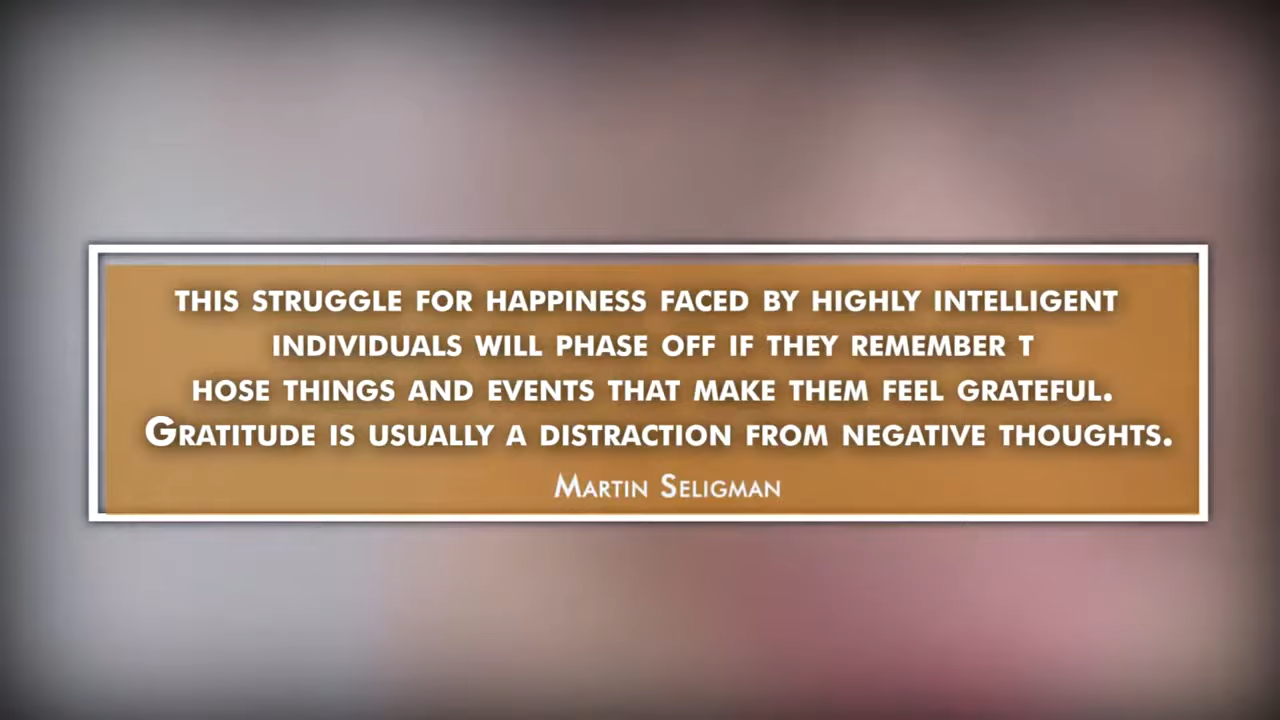 THIS STRUGGLE FOR HAPPINESS FACED BY HIGHLY INTELLIGENT
INDIVIDUALS WILL PHASE OFF IF THEY REMEMBER T
HOSE THINGS AND EVENTS THAT MAKE THEM FEEL GRATEFUL.
GRATITUDE IS USUALLY A DISTRACTION FROM NEGATIVE THOUGHTS.
MARTIN SELIGMAN